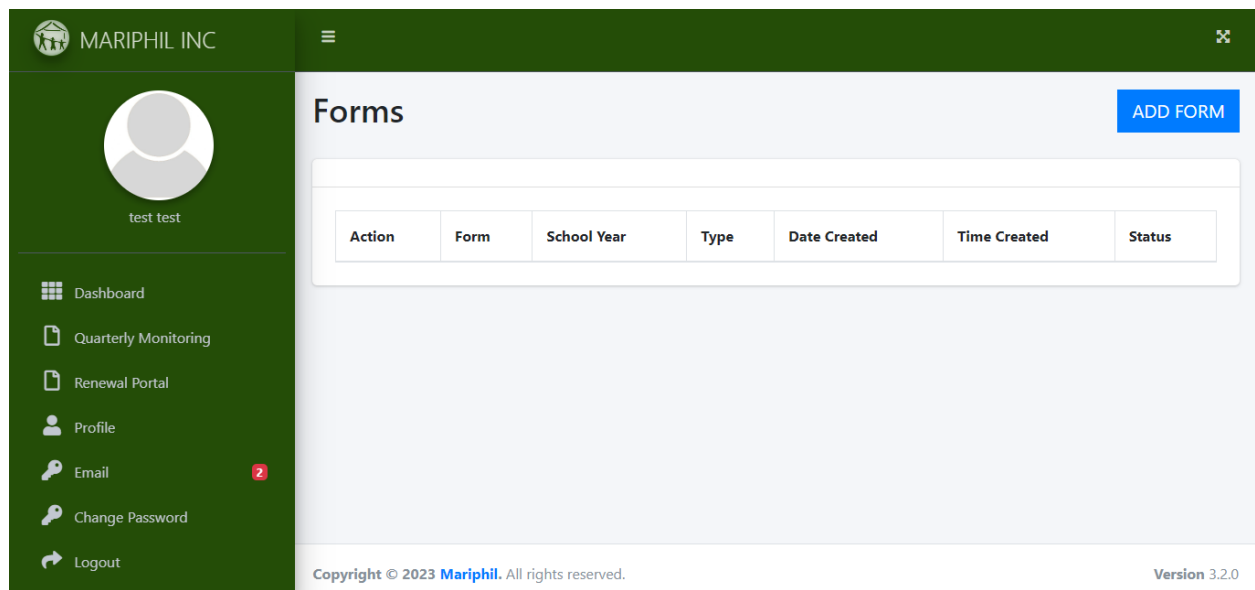 MARIPHIL INC
test test
Dashboard
Quarterly Monitoring
Renewal Portal
Profile
Email 2
Change Password
Logout
Forms
ADD FORM
Action Form School Year Type Date Created Time Created Status
Copyright © 2023 Mariphil. All rights reserved.
Version 3.2.0